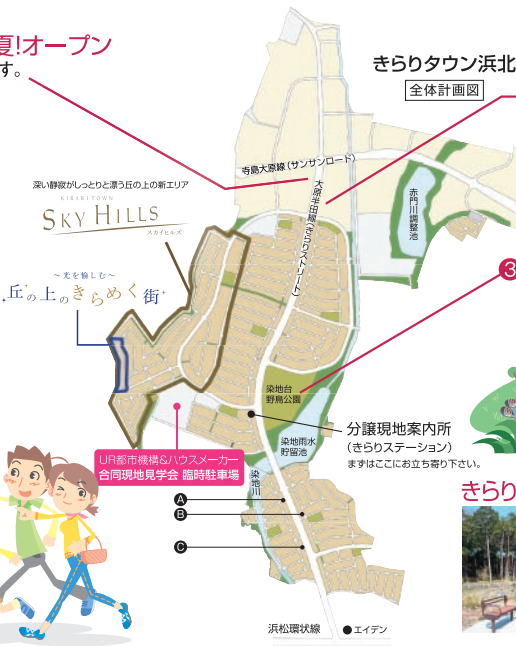 夏!オープン
す。
きらりタウン浜北
全体計画図
寺島大原線(サンサンロード)
大原半田線(きらりストリート)
赤門川調整池
深い静寂がしっとりと漂う丘の上の新エリア
KIRARI TOWN
SKY HILLS
スカイヒルズ
～光を愉しむ～
丘の上のきらめく街
3
染地台
野鳥公園
分譲現地案内所
(きらりステーション)
まずはここにお立ち寄り下さい。
染地雨水
貯留池
UR都市機構&ハウスメーカー
合同現地見学会 臨時駐車場
染地川
A
B
C
きらり
浜松環状線
●エイデン